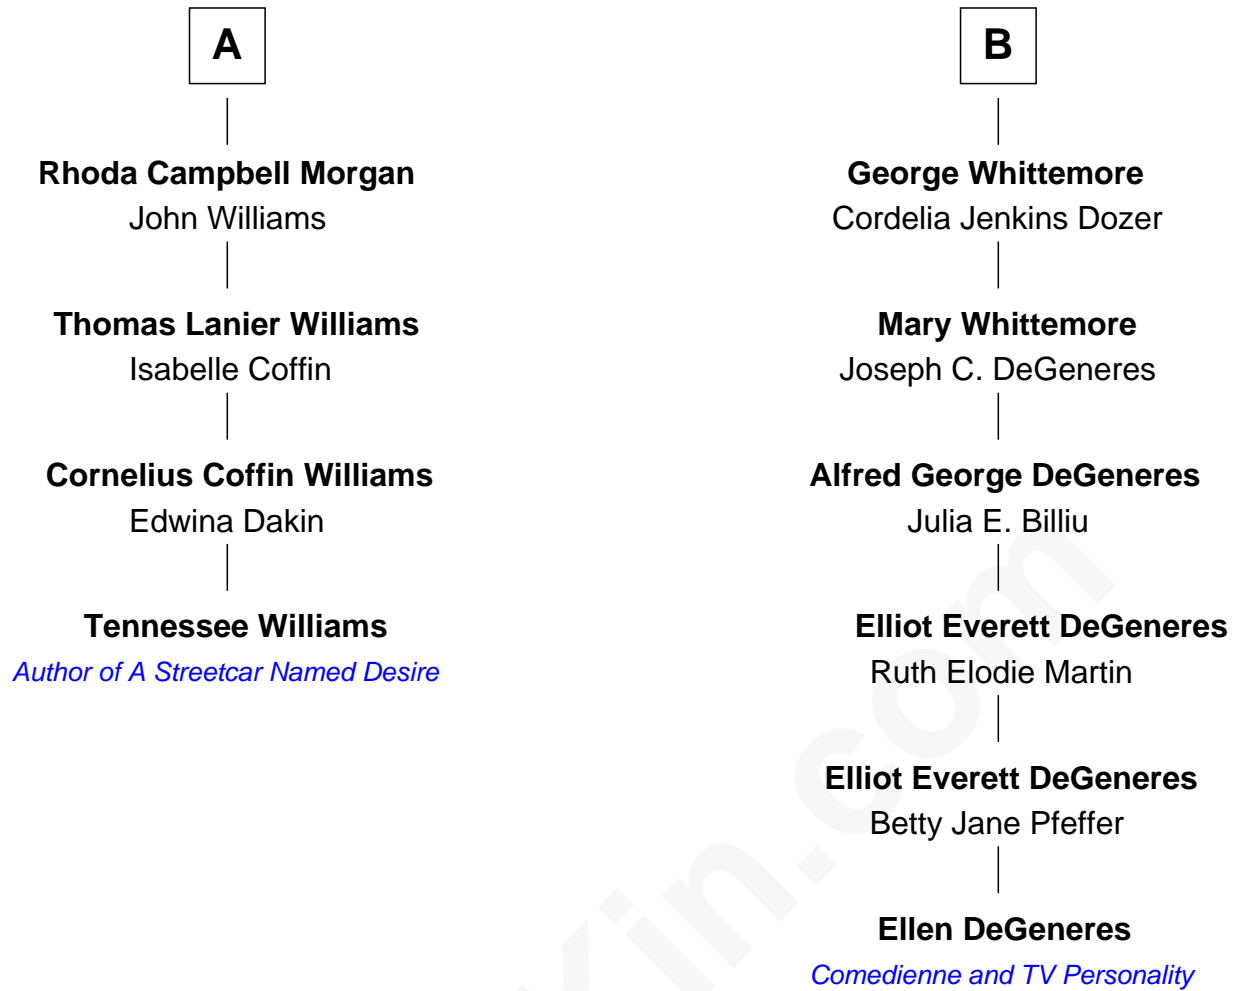 A
Rhoda Campbell Morgan
John Williams
Thomas Lanier Williams
Isabelle Coffin
Cornelius Coffin Williams
Edwina Dakin
Tennessee Williams
Author of A Streetcar Named Desire
B
George Whittemore
Cordelia Jenkins Dozer
Mary Whittemore
Joseph C. DeGeneres
Alfred George DeGeneres
Julia E. Billiu
Elliot Everett DeGeneres
Ruth Elodie Martin
Elliot Everett DeGeneres
Betty Jane Pfeffer
Ellen DeGeneres
Comedienne and TV Personality
Kin.com